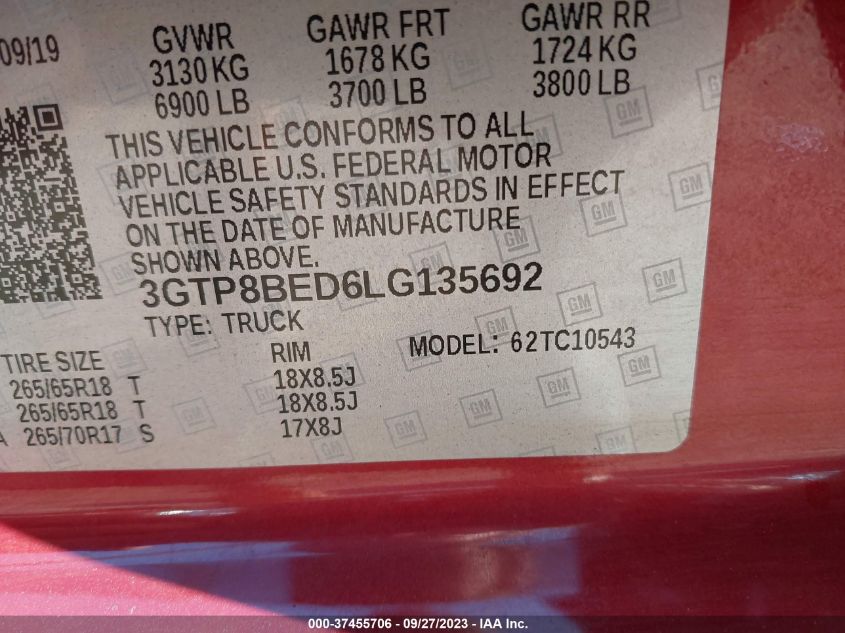 09/19
GVWR
3130 KG
6900 LB
GAWR FRT
1678 KG
3700 LB
GAWR RR
1724 KG
3800 LB
THIS VEHICLE CONFORMS TO ALL
APPLICABLE U.S. FEDERAL MOTOR
VEHICLE SAFETY STANDARDS IN EFFECT
ON THE DATE OF MANUFACTURE
SHOWN ABOVE.
3GTP8BED6LG135692
TYPE: TRUCK
MODEL: 62TC10543
TIRE SIZE RIM
265/65R18 T 18X8.5J
265/65R18 T 18X8.5J
265/70R17 S 17X8J
000-37455706 - 09/27/2023 - IAA Inc.